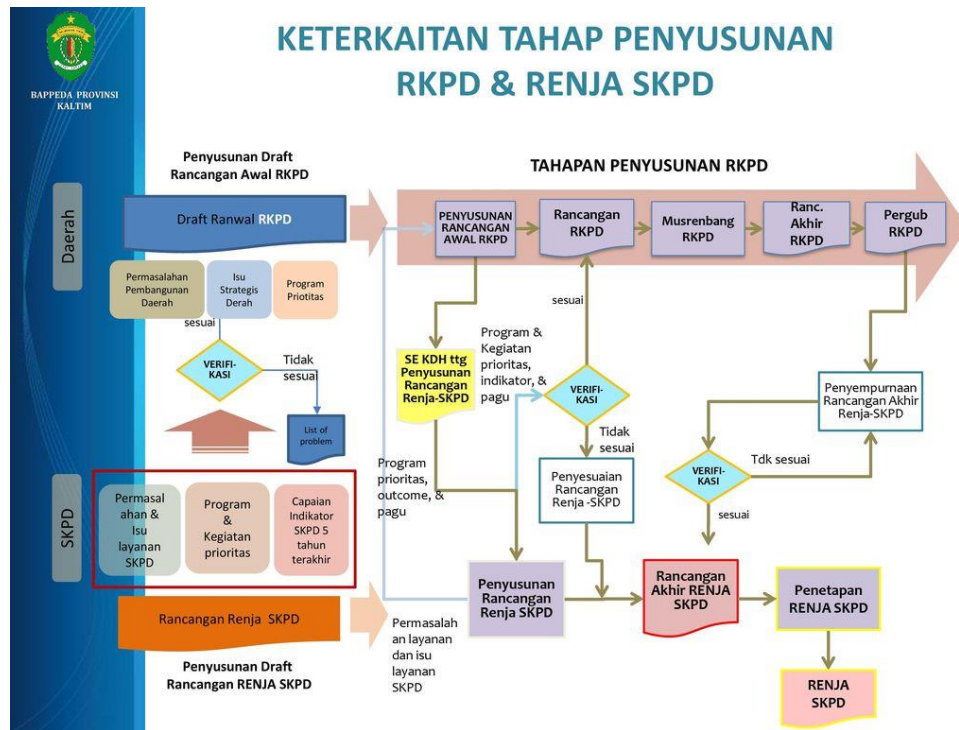 KETERKAITAN TAHAP PENYUSUNAN
RKPD & RENJA SKPD
BAPPEDA PROVINSI
KALTIM
Penyusunan Draft
Rancangan Awal RKPD
TAHAPAN PENYUSUNAN RKPD
Daerah
Draft Ranwal RKPD
PENYUSUNAN
RANCANGAN
AWAL RKPD
Rancangan
RKPD
Musrenbang
RKPD
Ranc.
Akhir
RKPD
Pergub
RKPD
Permasalahan
Pembangunan
Daerah
Isu
Strategis
Derah
Program
Priotitas
sesuai
VERIFI-
KASI
Tidak
sesuai
List of
problem
SE KDH ttg
Penyusunan
Rancangan
Renja-SKPD
Program &
Kegiatan
prioritas,
indikator, &
pagu
sesuai
VERIFI-
KASI
Tidak
sesuai
Penyesuaian
Rancangan
Renja -SKPD
Penyempurnaan
Rancangan Akhir
Renja-SKPD
VERIFI-
KASI
Tdk sesuai
sesuai
Program
prioritas,
outcome, &
pagu
SKPD
Permasal
ahan &
Isu
layanan
SKPD
Program
&
Kegiatan
prioritas
Capaian
Indikator
SKPD 5
tahun
terakhir
Rancangan Renja SKPD
Penyusunan Draft
Rancangan RENJA SKPD
Permasalah
an layanan
dan isu
layanan
SKPD
Penyusunan
Rancangan
Renja SKPD
Rancangan
Akhir RENJA
SKPD
Penetapan
RENJA SKPD
RENJA
SKPD